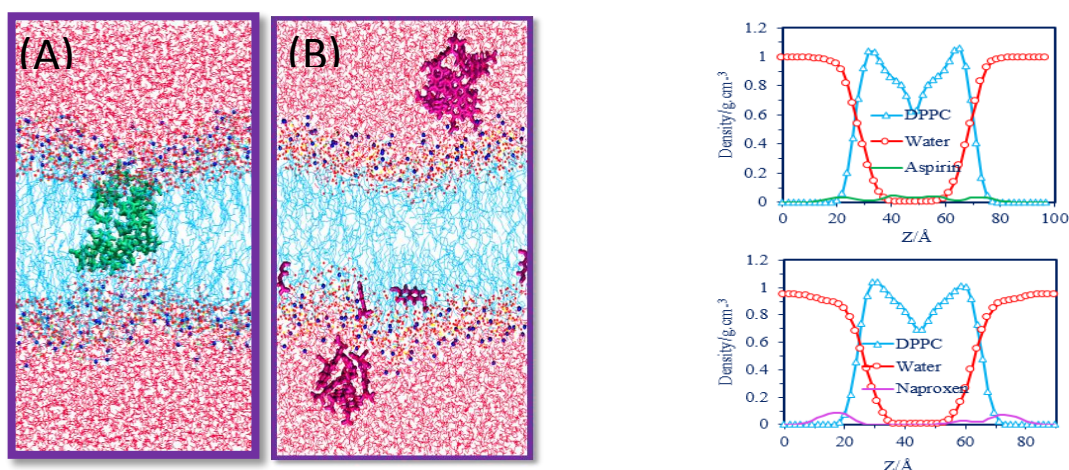 (A)
(B)
Density/g.cm-3
1.2
1
0.8
0.6
0.4
0.2
0
DPPC
Water
Aspirin
0 20 40 60 80 100
Z/Å
Density/g.cm-3
1.2
1
0.8
0.6
0.4
0.2
0
DPPC
Water
Naproxen
0 20 40 60 80
Z/Å